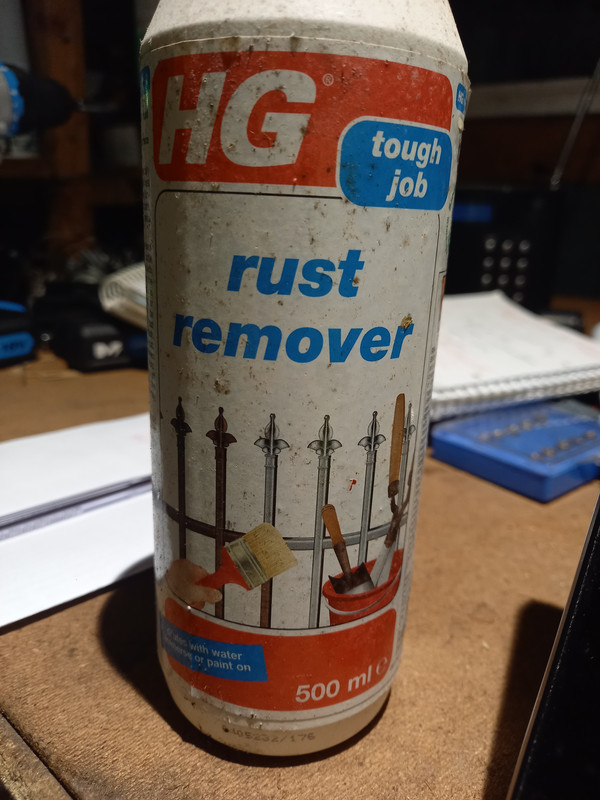 HG®
tough
job
rust
remover
with water
or paint on
500 ml e